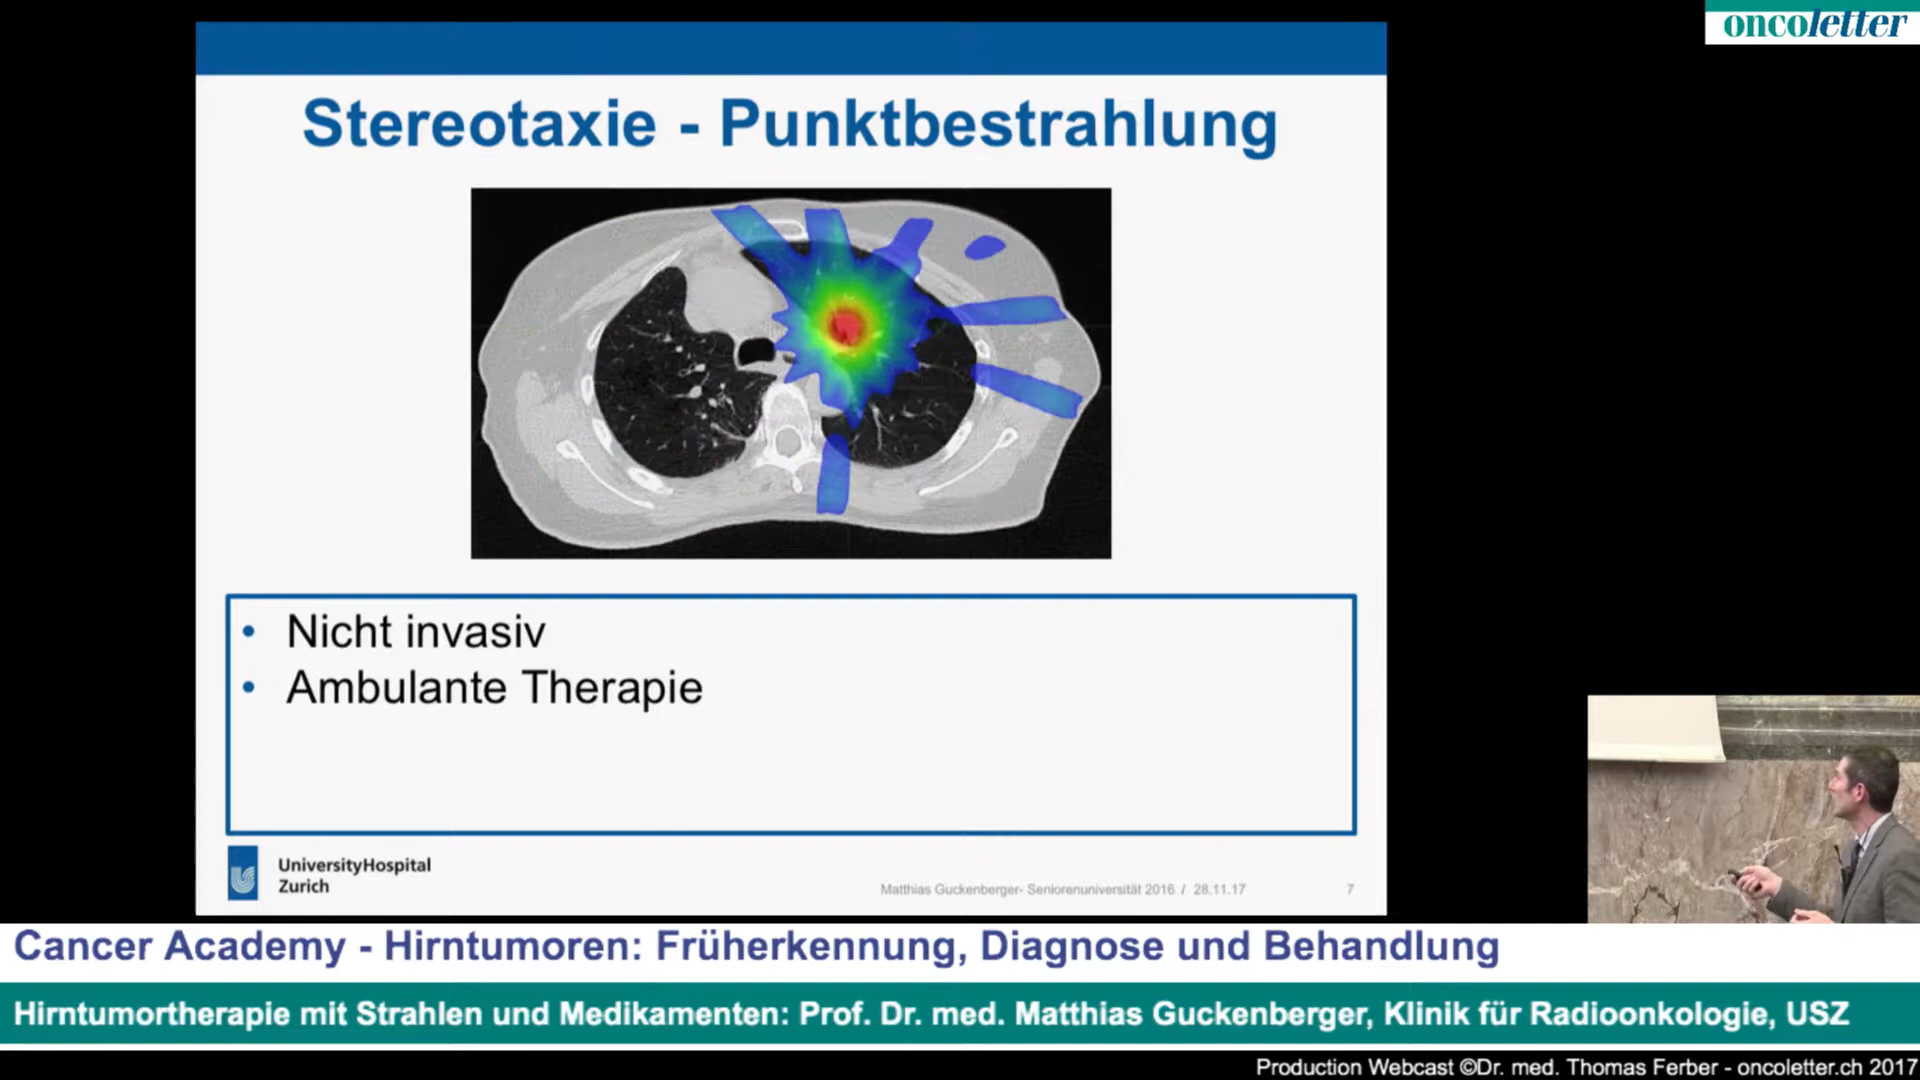 oncoletter
Stereotaxie - Punktbestrahlung
• Nicht invasiv
• Ambulante Therapie
UniversityHospital
Zurich
Matthias Guckenberger- Seniorenuniversität 2016 / 28.11.17
7
Cancer Academy - Hirntumoren: Früherkennung, Diagnose und Behandlung
Hirntumortherapie mit Strahlen und Medikamenten: Prof. Dr. med. Matthias Guckenberger, Klinik für Radioonkologie, USZ
Production Webcast ©Dr. med. Thomas Ferber - oncoletter.ch 2017